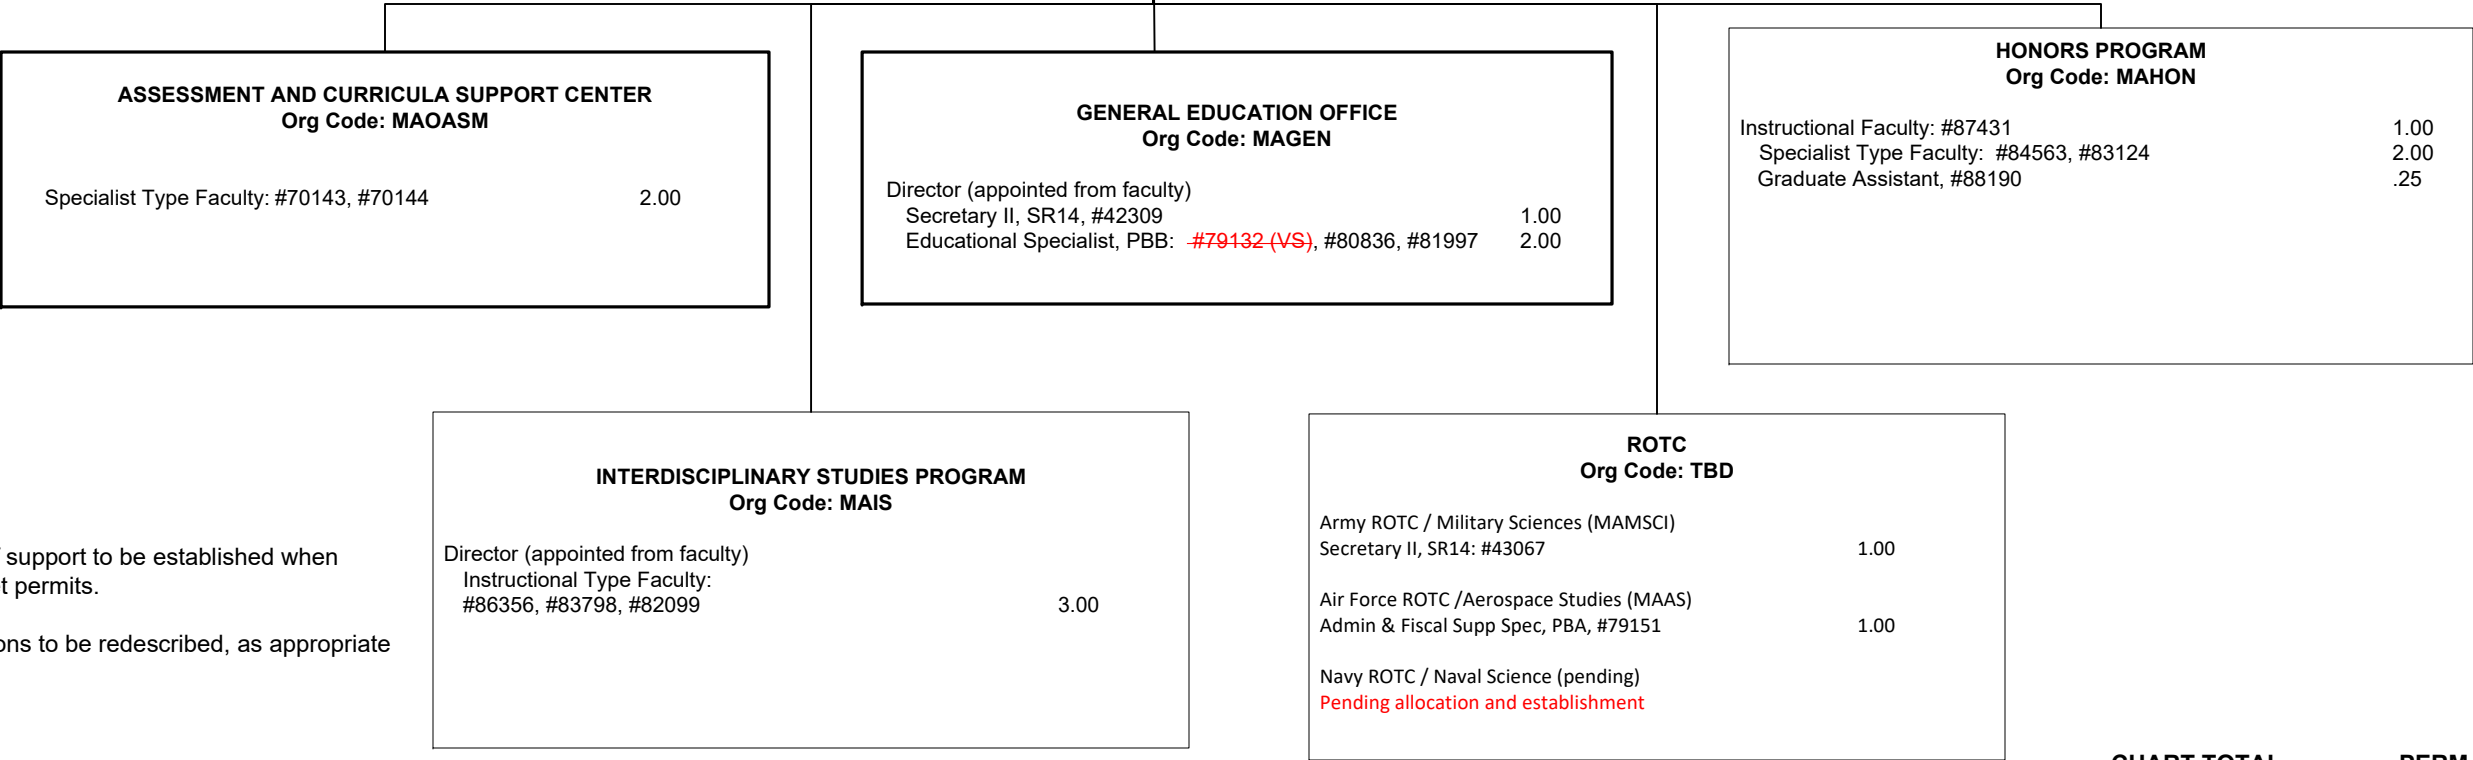 ASSESSMENT AND CURRICULA SUPPORT CENTER
Org Code: MAOASM
Specialist Type Faculty: #70143, #70144 2.00
GENERAL EDUCATION OFFICE
Org Code: MAGEN
Director (appointed from faculty)
Secretary II, SR14, #42309 1.00
Educational Specialist, PBB: #79132 (VS), #80836, #81997 2.00
HONORS PROGRAM
Org Code: MAHON
Instructional Faculty: #87431 1.00
Specialist Type Faculty: #84563, #83124 2.00
Graduate Assistant, #88190 .25
support to be established when
permits.
to be redescribed, as appropriate
INTERDISCIPLINARY STUDIES PROGRAM
Org Code: MAIS
Director (appointed from faculty)
Instructional Type Faculty:
#86356, #83798, #82099 3.00
ROTC
Org Code: TBD
Army ROTC / Military Sciences (MAMSCI)
Secretary II, SR14: #43067 1.00
Air Force ROTC /Aerospace Studies (MAAS)
Admin & Fiscal Supp Spec, PBA, #79151 1.00
Navy ROTC / Naval Science (pending)
Pending allocation and establishment
CHART TOTAL PERM